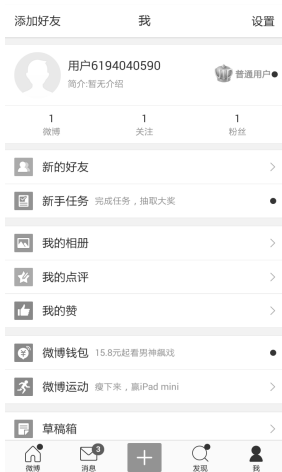 添加好友 我 设置
用户6194040590
简介:暂无介绍
普通用户
1 1 1
微博 关注 粉丝
新的好友
新手任务 完成任务，抽取大奖
我的相册
我的点评
我的赞
微博钱包 15.8元起看男神飙戏
微博运动 瘦下来，赢iPad mini
草稿箱
3
微博 消息 发现 我